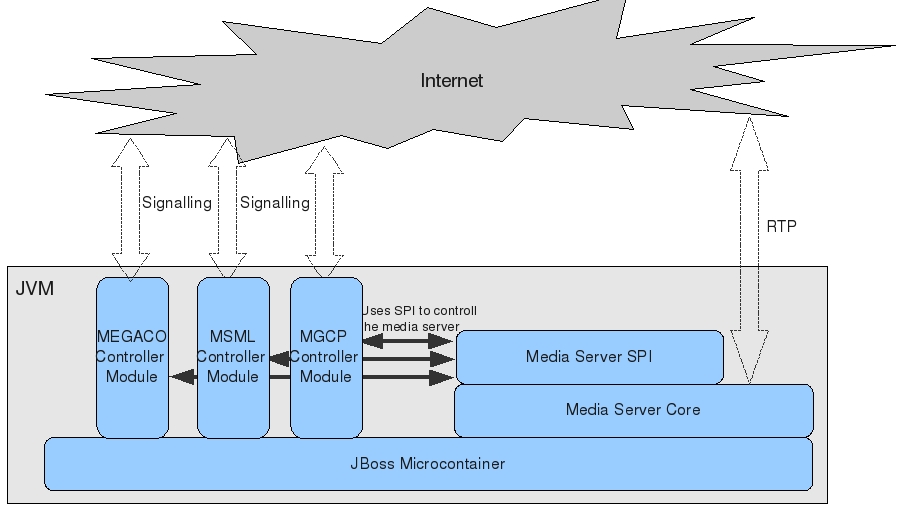 Internet
Signalling
Signalling
RTP
JVM
Uses SPI to controll
he media server
MEGACO
Controller
Module
MSML
Controller
Module
MGCP
Controller
Module
Media Server SPI
Media Server Core
JBoss Microcontainer